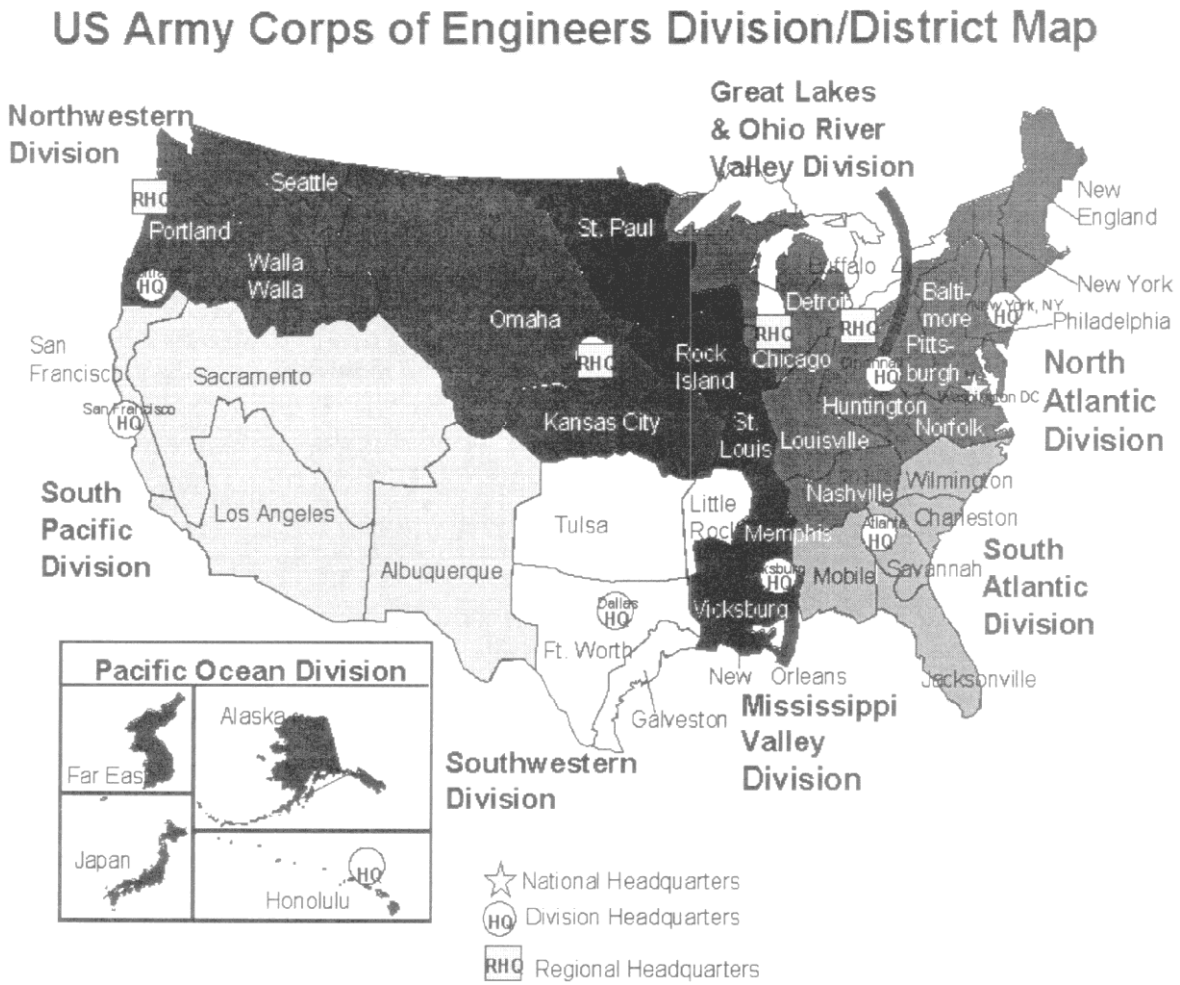 US Army Corps of Engineers Division/District Map
Northwestern
Division
Great Lakes
& Ohio River
Valley Division
Seattle
RHQ
Portland
HQ
Walla
Walla
St. Paul
Omaha
RHQ
Buffalo
Detroit
RHQ
RHQ
Chicago
Rock
Island
New
England
New York
Balti-
more
New York, NY
HQ
Philadelphia
Pitts-
burgh
HQ
Washington DC
North
Atlantic
Division
San
Francisco
Sacramento
San Francisco
HQ
Kansas City
St.
Louis
Huntington
Louisville
Norfolk
South
Pacific
Division
Los Angeles
Albuquerque
Tulsa
Little
Rock
Memphis
Nashville
Wilmington
Charleston
Atlanta
HQ
Savannah
Mobile
South
Atlantic
Division
HQ
Vicksburg
Dallas
HQ
Ft. Worth
New Orleans
Galveston
Jacksonville
Mississippi
Valley
Division
Southwestern
Division
Pacific Ocean Division
Alaska
Far East
Japan
HQ
Honolulu
National Headquarters
HQ Division Headquarters
RHQ Regional Headquarters